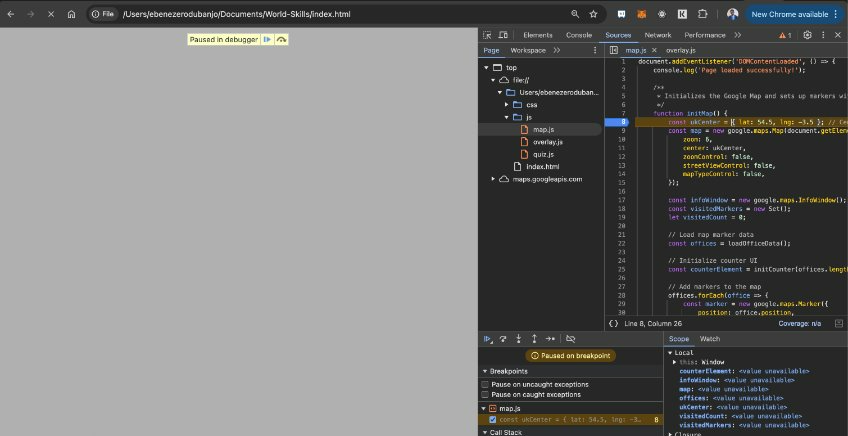 File /Users/ebenezerodubanjo/Documents/World-Skills/index.html New Chrome available
Paused in debugger
Elements Console Sources Network Performance 1
Page Workspace
map.js overlay.js
top
file://
Users/ebenezeroduban...
css
js
map.js
overlay.js
quiz.js
index.html
maps.googleapis.com
1 document.addEventListener('DOMContentLoaded', () => {
2 console.log('Page loaded successfully!');
3
4 /**
5 * Initializes the Google Map and sets up markers wi
6 */
7 function initMap() {
8 const ukCenter = { lat: 54.5, lng: -3.5 }; // Ce
9 const map = new google.maps.Map(document.getElem
10 zoom: 6,
11 center: ukCenter,
12 zoomControl: false,
13 streetViewControl: false,
14 mapTypeControl: false,
15 });
16
17 const infoWindow = new google.maps.InfoWindow();
18 const visitedMarkers = new Set();
19 let visitedCount = 0;
20
21 // Load map marker data
22 const offices = loadOfficeData();
23
24 // Initialize counter UI
25 const counterElement = initCounter(offices.length
26
27 // Add markers to the map
28 offices.forEach(office => {
29 const marker = new google.maps.Marker({
30 position: office.position,
{} Line 8, Column 26 Coverage: n/a
Paused on breakpoint
Breakpoints
Pause on uncaught exceptions
Pause on caught exceptions
map.js
const ukCenter = { lat: 54.5, lng: −3… 8
Call Stack
Scope Watch
Local
this: Window
counterElement: <value unavailable>
infoWindow: <value unavailable>
map: <value unavailable>
offices: <value unavailable>
ukCenter: <value unavailable>
visitedCount: <value unavailable>
visitedMarkers: <value unavailable>
Closure